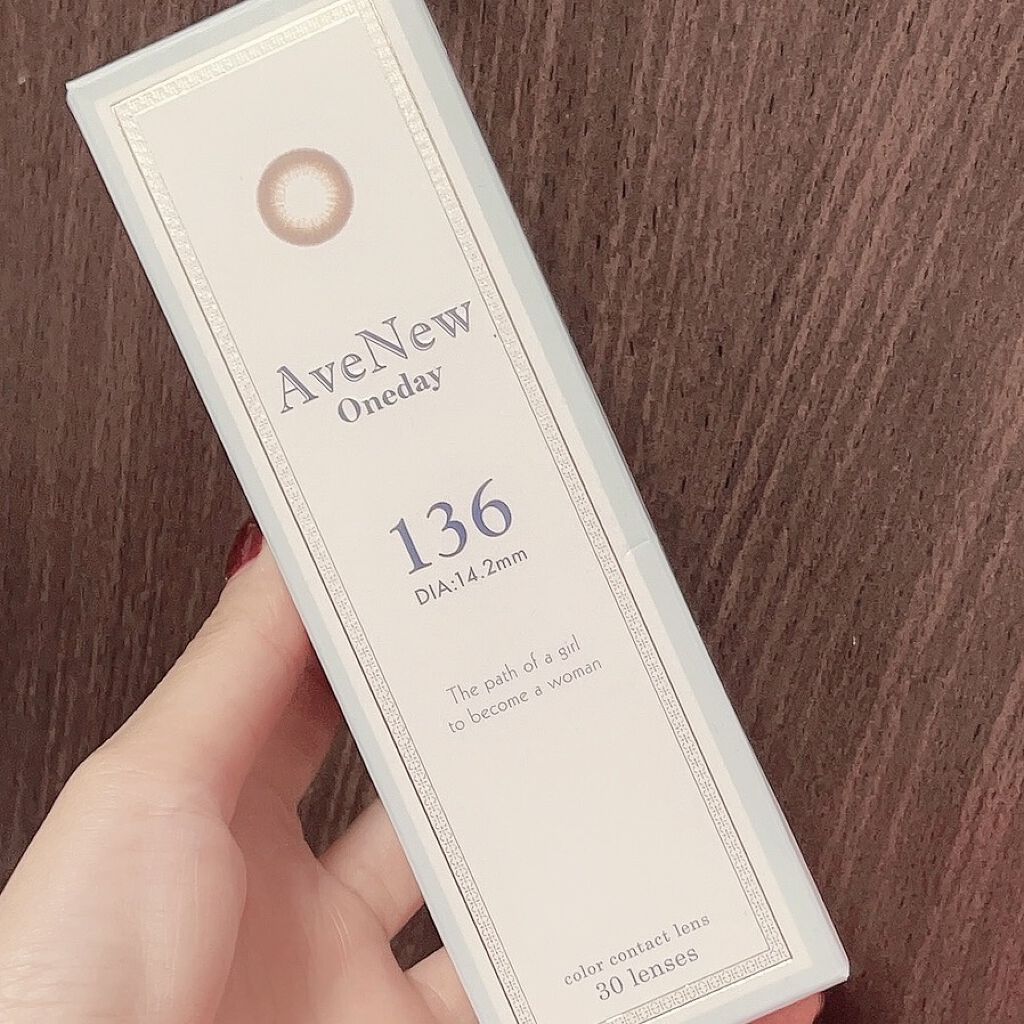 AveNew
Oneday
136
DIA:14.2mm
The path of a girl
to become a woman
color contact lens
30 lenses